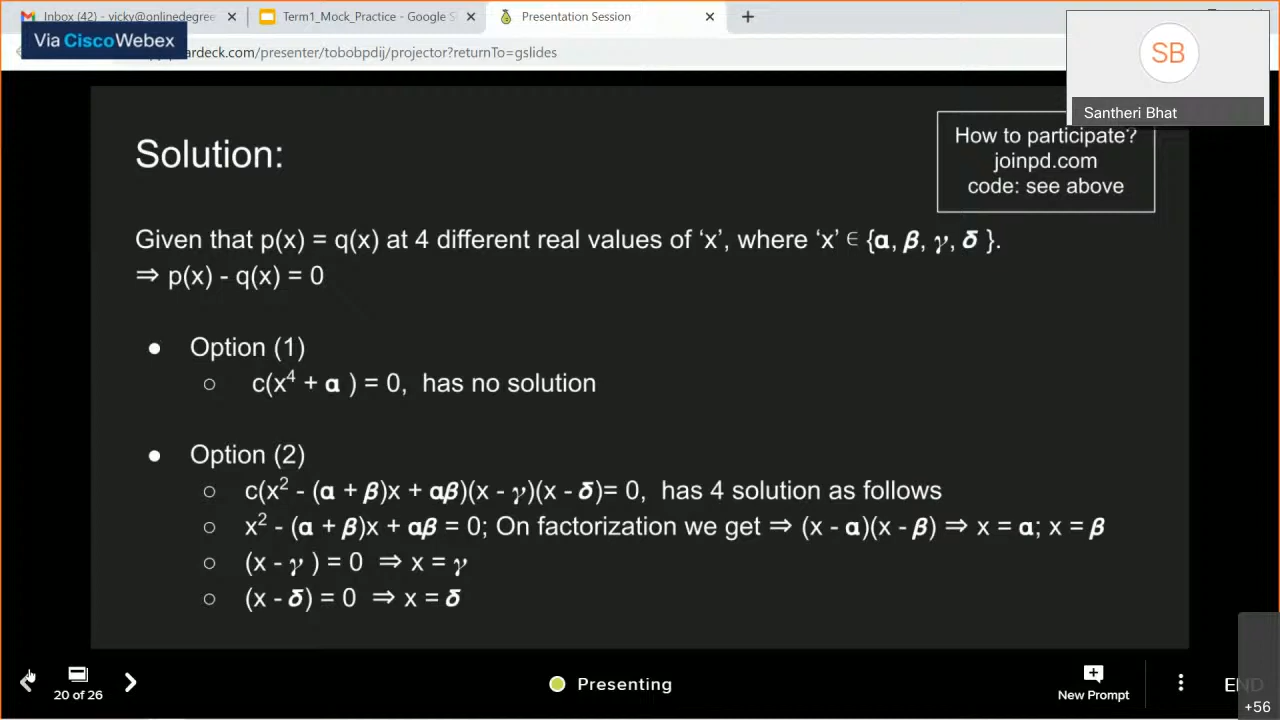 Inbox (42) - vicky@onlinedegre
Term1_Mock_Practice - Google S
Presentation Session
Via CiscoWebex
ardeck.com/presenter/tobobpdij/projector?returnTo=gslides
SB
Santheri Bhat
How to participate?
joinpd.com
code: see above
Solution:
Given that p(x) = q(x) at 4 different real values of ‘x’, where ‘x’ ∈ {α, β, γ, δ }.
⇒ p(x) - q(x) = 0
● Option (1)
○ c(x⁴ + α ) = 0, has no solution
● Option (2)
○ c(x² - (α + β)x + αβ)(x - γ)(x - δ)= 0, has 4 solution as follows
○ x² - (α + β)x + αβ = 0; On factorization we get ⇒ (x - α)(x - β) ⇒ x = α; x = β
○ (x - γ ) = 0 ⇒ x = γ
○ (x - δ) = 0 ⇒ x = δ
20 of 26
Presenting
New Prompt
END
+56